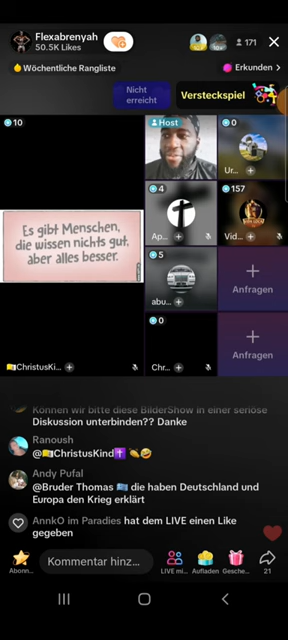 Flexabrenyah
50.5K Likes
171
Wöchentliche Rangliste
Erkunden >
Nicht
erreicht
Versteckspiel
10
Host
0
Ur...
Es gibt Menschen,
die wissen nichts gut,
aber alles besser.
4
Ap...
157
Vid...
Anfragen
5
abu...
0
ChristusKi...
Chr...
Anfragen
Können wir bitte diese BilderShow in einer seriöse
Diskussion unterbinden?? Danke
Ranoush
@ChristusKind✝️ 👏🤣
Andy Pufal
@Bruder Thomas die haben Deutschland und
Europa den Krieg erklärt
AnnkO im Paradies hat dem LIVE einen Like
gegeben
Abonn...
Kommentar hinz...
LIVE mi...
Aufladen
Gesche...
21